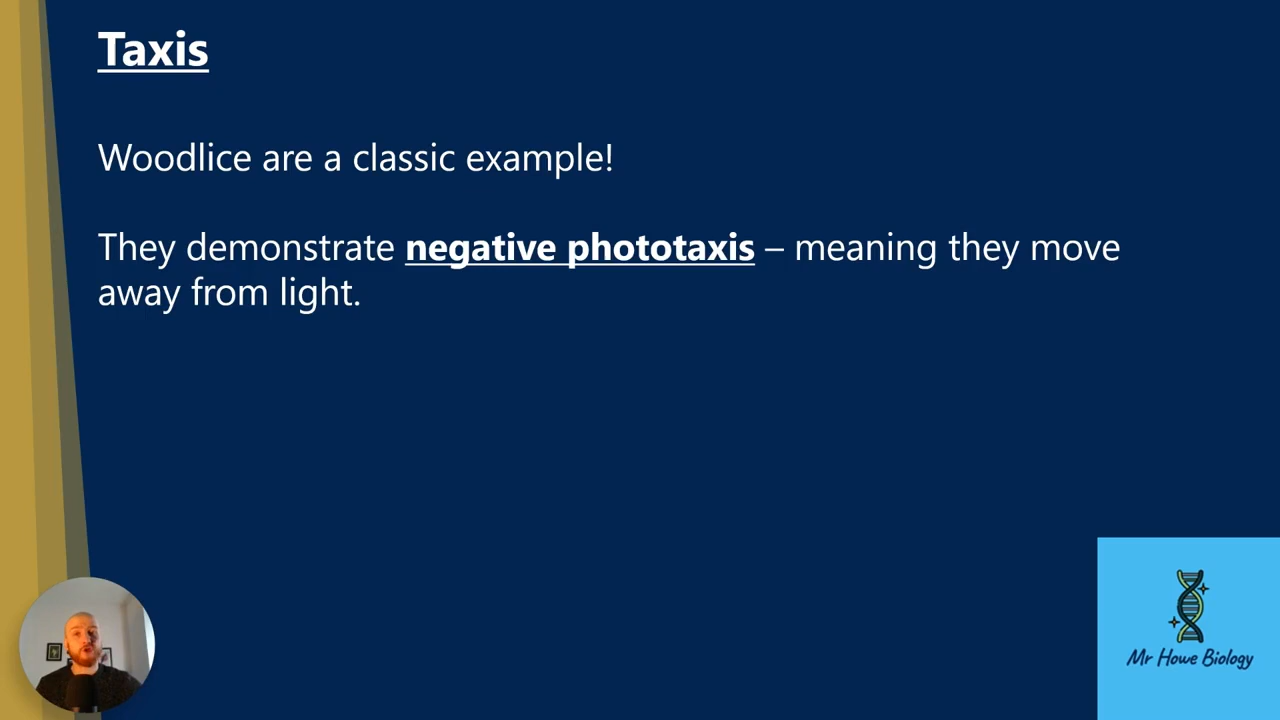 Taxis
Woodlice are a classic example!
They demonstrate negative phototaxis – meaning they move
away from light.
Mr Howe Biology